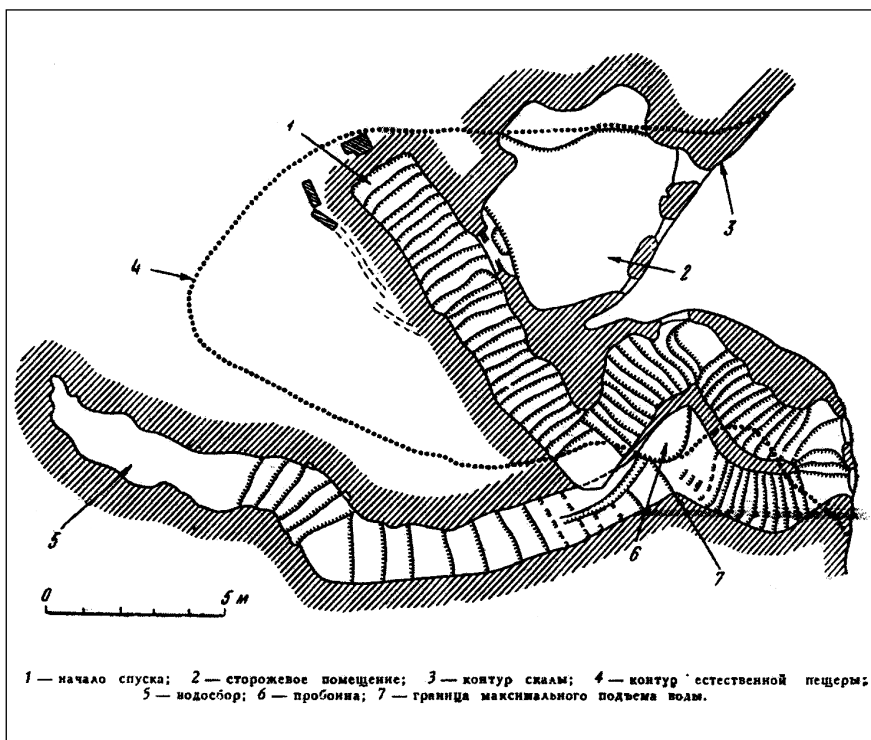 1
3
2
4
5
6
7
0 5 м
1 — начало спуска; 2 — сторожевое помещение; 3 — контур скалы; 4 — контур естественной пещеры;
5 — водосбор; 6 — пробоина; 7 — граница максимального подъема воды.